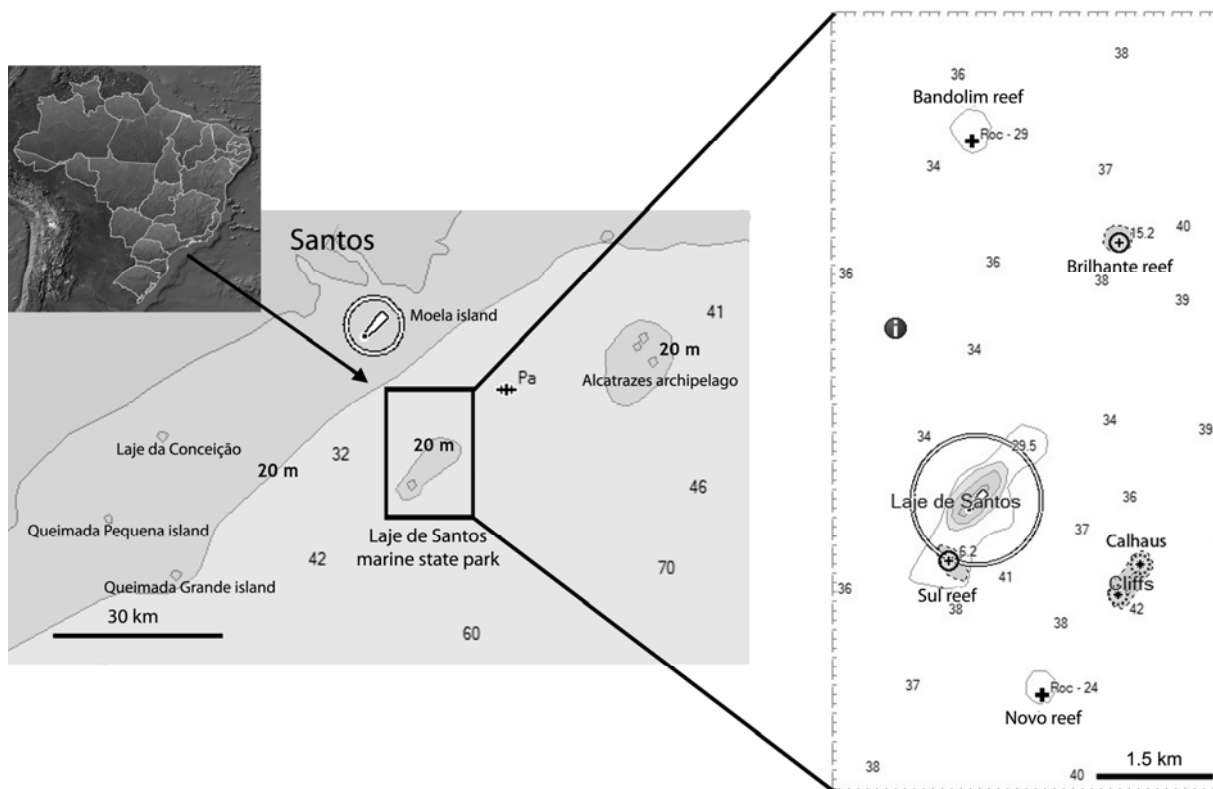 Santos
Moela island
41
20 m
Alcatrazes archipelago
Pa
Laje da Conceição
20 m
32
20 m
46
Queimada Pequena island
Laje de Santos
marine state park
42
70
Queimada Grande island
30 km
60
38
36
Bandolim reef
Roc - 29
34
37
15.2
40
Brilhante reef
36
36
38
39
i
34
34
34
39
29.5
Laje de Santos
36
37
Calhaus
6.2
41
Cliffs
36
Sul reef
38
42
38
37
Roc - 24
Novo reef
38
40
1.5 km